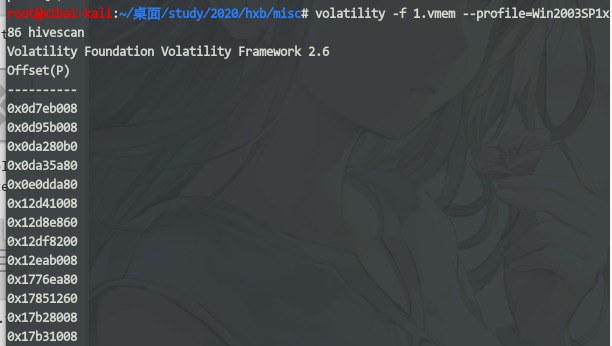 root@xibai-kali:~/桌面/study/2020/hxb/misc# volatility -f 1.vmem --profile=Win2003SP1x
86 hivescan
Volatility Foundation Volatility Framework 2.6
Offset(P)
----------
0x0d7eb008
0x0d95b008
0x0da280b0
0x0da35a80
0x0e0dda80
0x12d41008
0x12d8e860
0x12df8200
0x12eab008
0x1776ea80
0x17851260
0x17b28008
0x17b31008